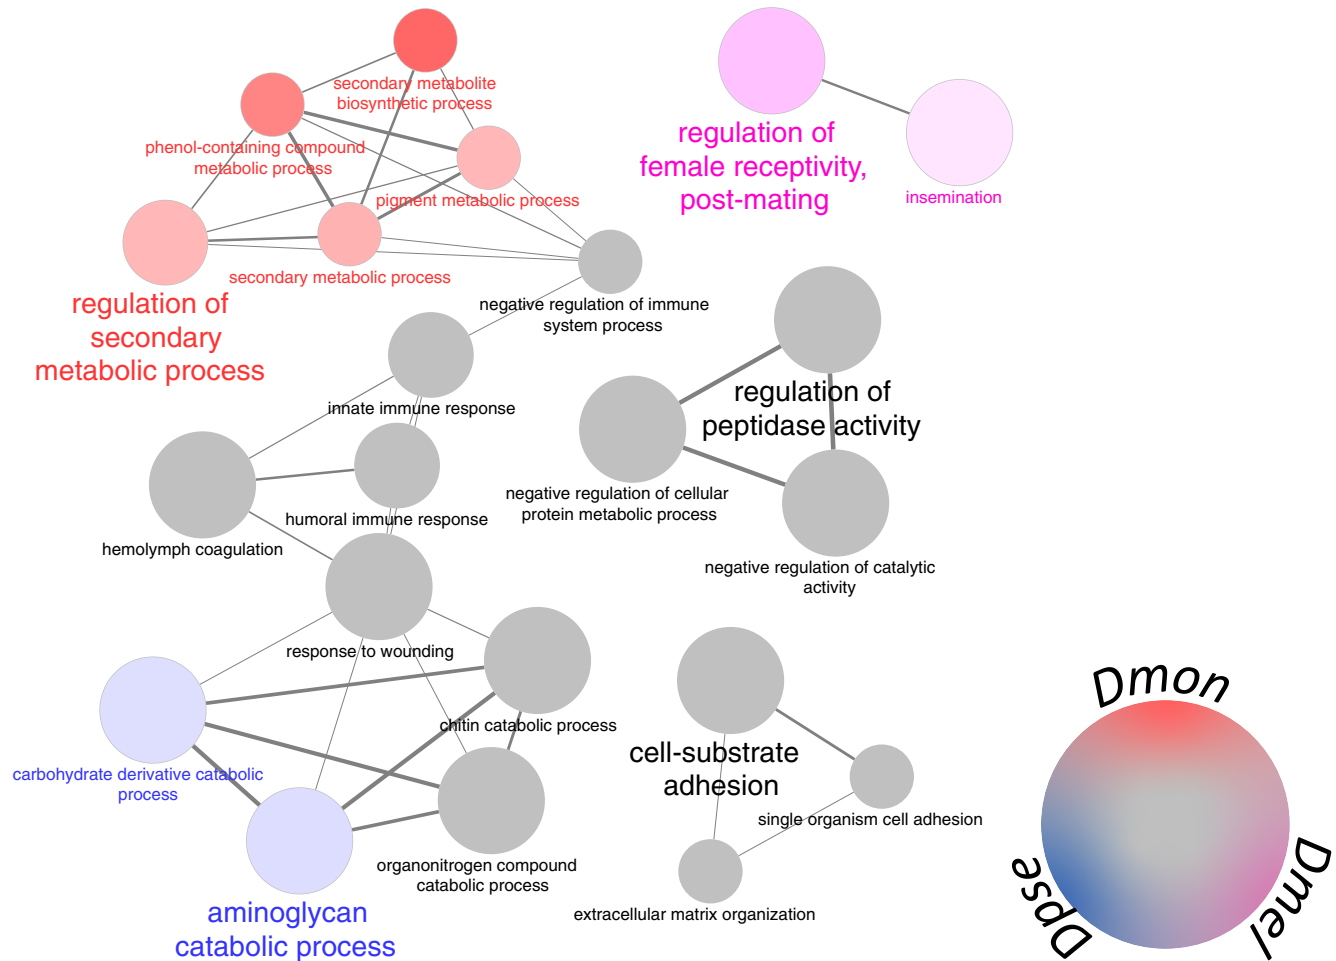 secondary metabolite
biosynthetic process
phenol-containing compound
metabolic process
pigment metabolic process
secondary metabolic process
regulation of
secondary
metabolic process
negative regulation of immune
system process
regulation of
female receptivity,
post-mating
insemination
innate immune response
humoral immune response
hemolymph coagulation
response to wounding
regulation of
peptidase activity
negative regulation of cellular
protein metabolic process
negative regulation of catalytic
activity
chitin catabolic process
carbohydrate derivative catabolic
process
organonitrogen compound
catabolic process
aminoglycan
catabolic process
cell-substrate
adhesion
single organism cell adhesion
extracellular matrix organization
Dmon
Dpse
Dmel